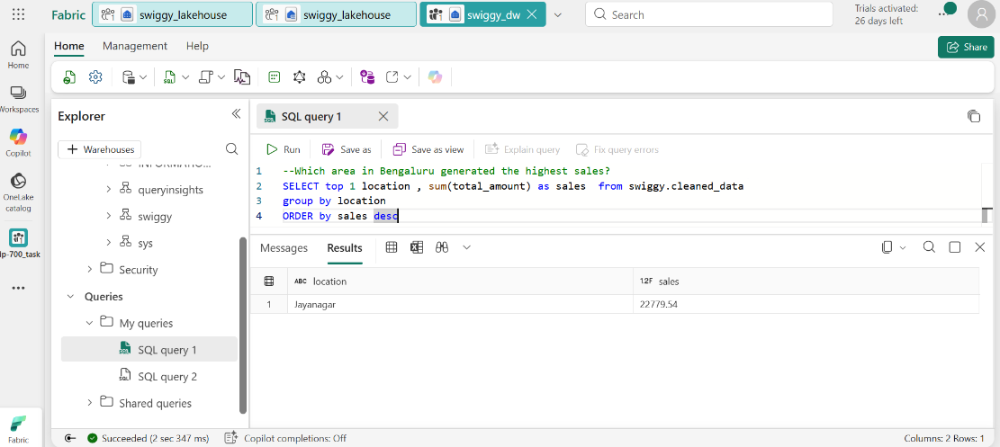 Fabric
swiggy_lakehouse
swiggy_lakehouse
swiggy_dw
Search
Trials activated:
26 days left
Home
Management
Help
Share
Home
Workspaces
Copilot
OneLake
catalog
dp-700_task
Fabric
Explorer
Warehouses
queryinsights
swiggy
sys
Security
Queries
My queries
SQL query 1
SQL query 2
Shared queries
SQL query 1
Run
Save as
Save as view
Explain query
Fix query errors
1 --Which area in Bengaluru generated the highest sales?
2 SELECT top 1 location , sum(total_amount) as sales from swiggy.cleaned_data
3 group by location
4 ORDER by sales desc
Messages
Results
ABC location
12F sales
1 Jayanagar 22779.54
Succeeded (2 sec 347 ms)
Copilot completions: Off
Columns: 2 Rows: 1